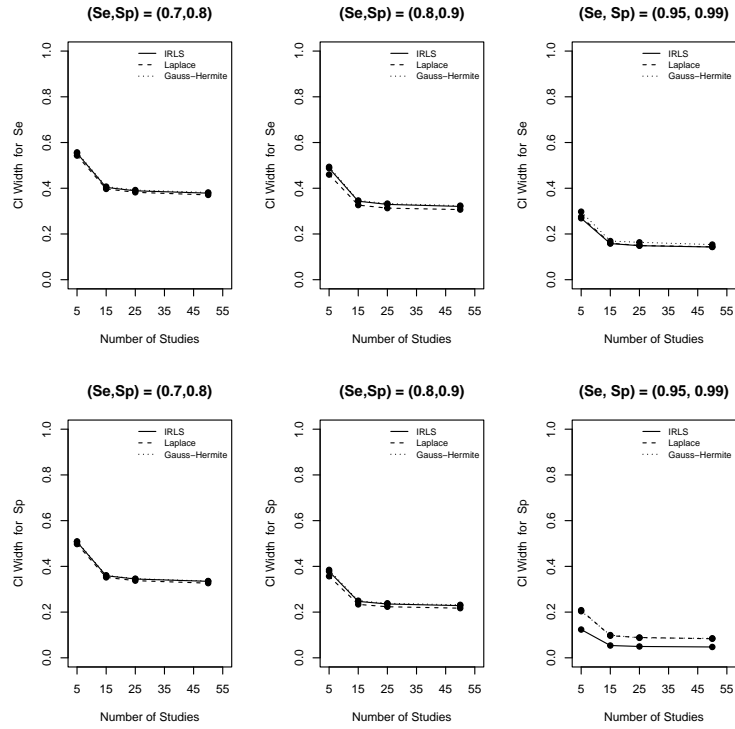 (Se,Sp) = (0.7,0.8)
IRLS
Laplace
Gauss−Hermite
CI Width for Se
0.0 0.2 0.4 0.6 0.8 1.0
5 15 25 35 45 55
Number of Studies
(Se,Sp) = (0.8,0.9)
IRLS
Laplace
Gauss−Hermite
CI Width for Se
0.0 0.2 0.4 0.6 0.8 1.0
5 15 25 35 45 55
Number of Studies
(Se, Sp) = (0.95, 0.99)
IRLS
Laplace
Gauss−Hermite
CI Width for Se
0.0 0.2 0.4 0.6 0.8 1.0
5 15 25 35 45 55
Number of Studies
(Se,Sp) = (0.7,0.8)
IRLS
Laplace
Gauss−Hermite
CI Width for Sp
0.0 0.2 0.4 0.6 0.8 1.0
5 15 25 35 45 55
Number of Studies
(Se,Sp) = (0.8,0.9)
IRLS
Laplace
Gauss−Hermite
CI Width for Sp
0.0 0.2 0.4 0.6 0.8 1.0
5 15 25 35 45 55
Number of Studies
(Se, Sp) = (0.95, 0.99)
IRLS
Laplace
Gauss−Hermite
CI Width for Sp
0.0 0.2 0.4 0.6 0.8 1.0
5 15 25 35 45 55
Number of Studies